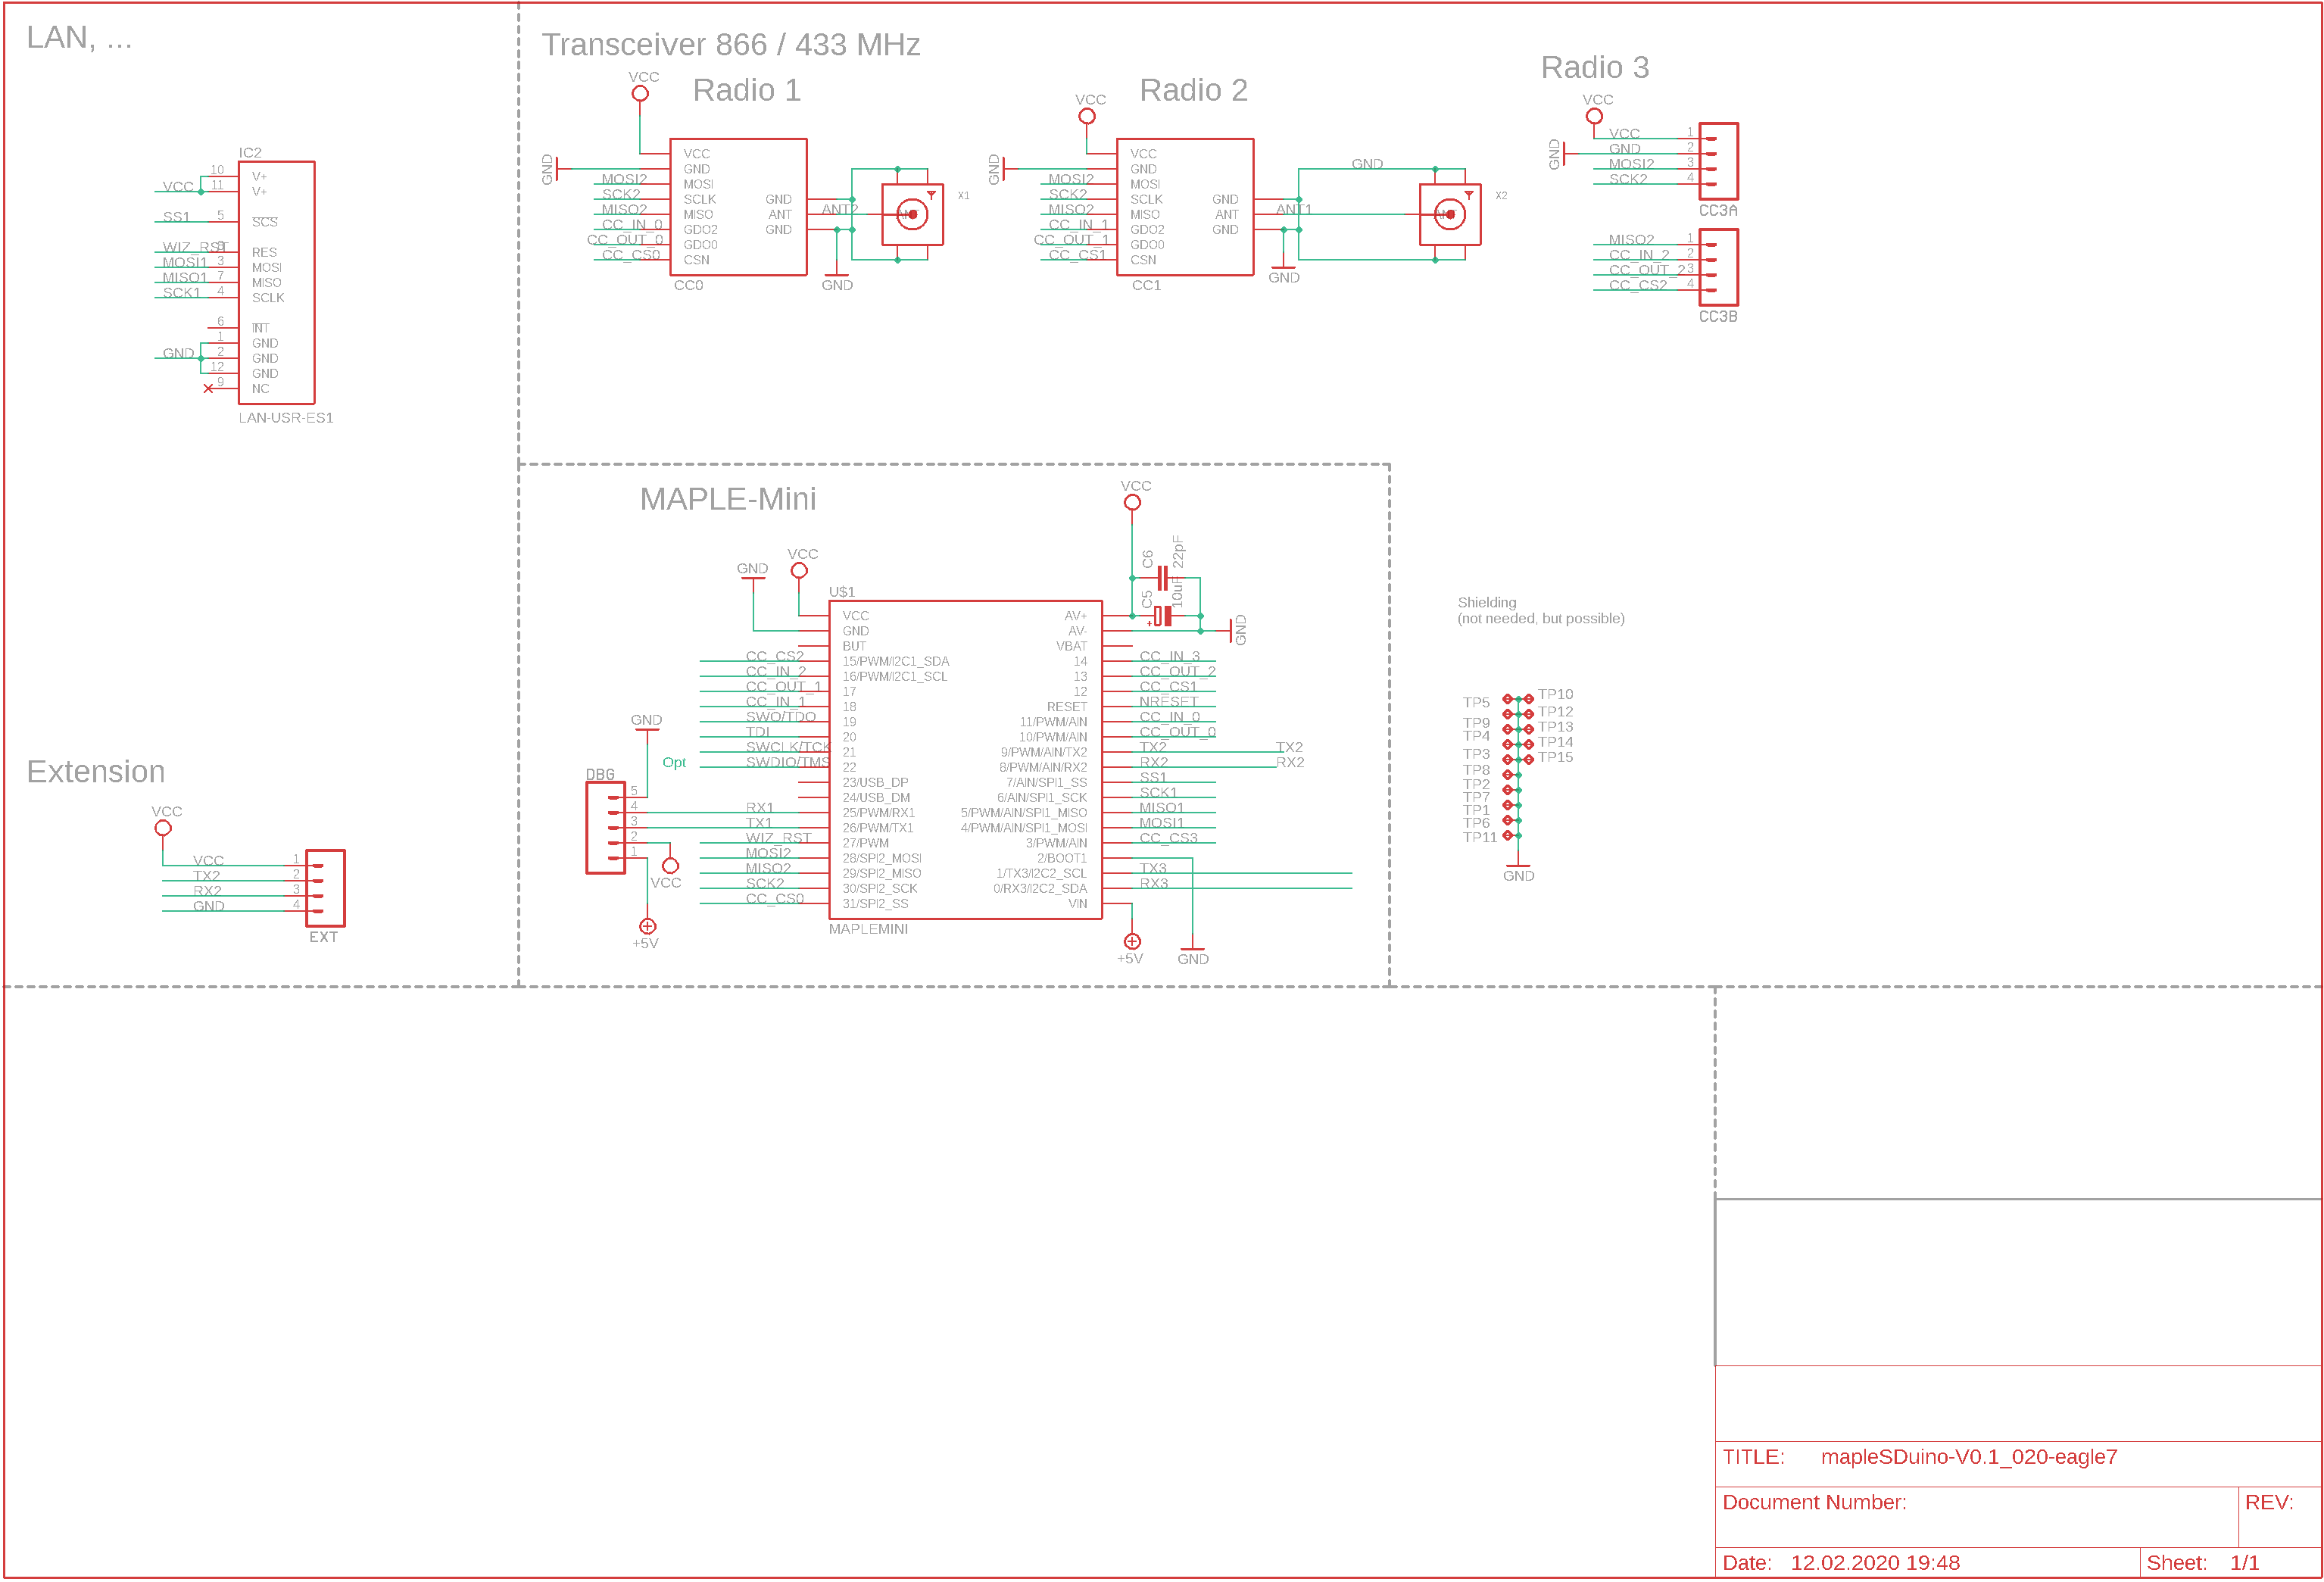 LAN, ...
IC2
VCC
10
V+
11
V+
SS1
5
SCS
WIZ_RST
8
RES
MOSI1
3
MOSI
MISO1
7
MISO
SCK1
4
SCLK
6
INT
1
GND
GND
2
GND
12
GND
9
NC
LAN-USR-ES1
Transceiver 866 / 433 MHz
Radio 1
VCC
GND
VCC
GND
MOSI2
MOSI
SCK2
SCLK
GND
MISO2
MISO
ANT
ANT2
CC_IN_0
GDO2
GND
CC_OUT_0
GDO0
CC_CS0
CSN
CC0
GND
X1
Radio 2
VCC
GND
VCC
GND
MOSI2
MOSI
SCK2
SCLK
GND
MISO2
MISO
ANT
ANT1
CC_IN_1
GDO2
GND
CC_OUT_1
GDO0
CC_CS1
CSN
CC1
GND
GND
X2
Radio 3
VCC
GND
VCC
1
GND
2
MOSI2
3
SCK2
4
CC3A
MISO2
1
CC_IN_2
2
CC_OUT_2
3
CC_CS2
4
CC3B
MAPLE-Mini
VCC
C6
22pF
C5
10uF
+
GND
GND
VCC
U$1
VCC
GND
BUT
CC_CS2
15/PWM/I2C1_SDA
CC_IN_2
16/PWM/I2C1_SCL
CC_OUT_1
17
CC_IN_1
18
SWO/TDO
19
TDI
20
SWCLK/TCK
21
Opt
SWDIO/TMS
22
23/USB_DP
24/USB_DM
RX1
25/PWM/RX1
TX1
26/PWM/TX1
WIZ_RST
27/PWM
MOSI2
28/SPI2_MOSI
MISO2
29/SPI2_MISO
SCK2
30/SPI2_SCK
CC_CS0
31/SPI2_SS
MAPLEMINI
AV+
AV-
VBAT
14
CC_IN_3
13
CC_OUT_2
12
CC_CS1
RESET
NRESET
11/PWM/AIN
CC_IN_0
10/PWM/AIN
CC_OUT_0
9/PWM/AIN/TX2
TX2
TX2
8/PWM/AIN/RX2
RX2
RX2
7/AIN/SPI1_SS
SS1
6/AIN/SPI1_SCK
SCK1
5/PWM/AIN/SPI1_MISO
MISO1
4/PWM/AIN/SPI1_MOSI
MOSI1
3/PWM/AIN
CC_CS3
2/BOOT1
1/TX3/I2C2_SCL
TX3
0/RX3/I2C2_SDA
RX3
VIN
+5V
GND
GND
DBG
5
4
3
2
1
VCC
+5V
Shielding
(not needed, but possible)
TP5
TP10
TP12
TP9
TP13
TP4
TP14
TP3
TP15
TP8
TP2
TP7
TP1
TP6
TP11
GND
Extension
VCC
VCC
1
TX2
2
RX2
3
GND
4
EXT
TITLE: mapleSDuino-V0.1_020-eagle7
Document Number:
REV:
Date: 12.02.2020 19:48
Sheet: 1/1